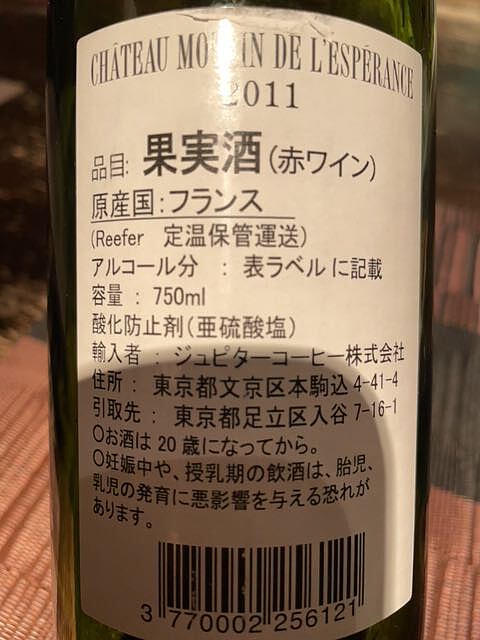 CHÂTEAU MOULIN DE L'ESPÉRANCE
2011
品目: 果実酒(赤ワイン)
原産国:フランス
(Reefer 定温保管運送)
アルコール分 : 表ラベルに記載
容量 : 750ml
酸化防止剤(亜硫酸塩)
輸入者 : ジュピターコーヒー株式会社
住所 : 東京都文京区本駒込4-41-4
引取先 : 東京都足立区入谷7-16-1
〇お酒は20歳になってから。
〇妊娠中や、授乳期の飲酒は、胎児、
乳児の発育に悪影響を与える恐れが
あります。
3 770002 256121